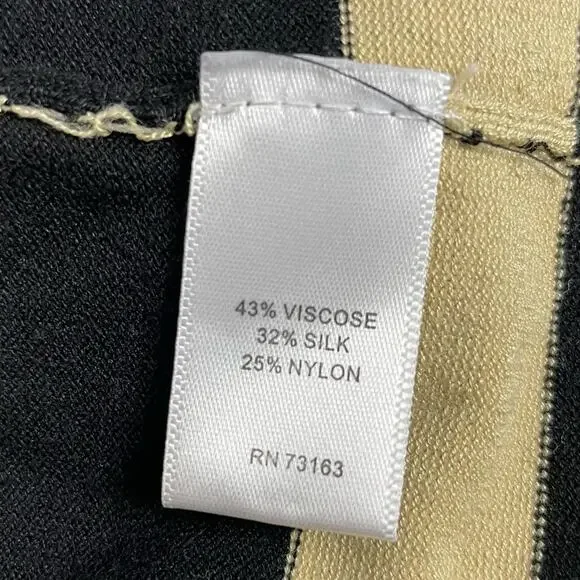 43% VISCOSE
32% SILK
25% NYLON
RN 73163